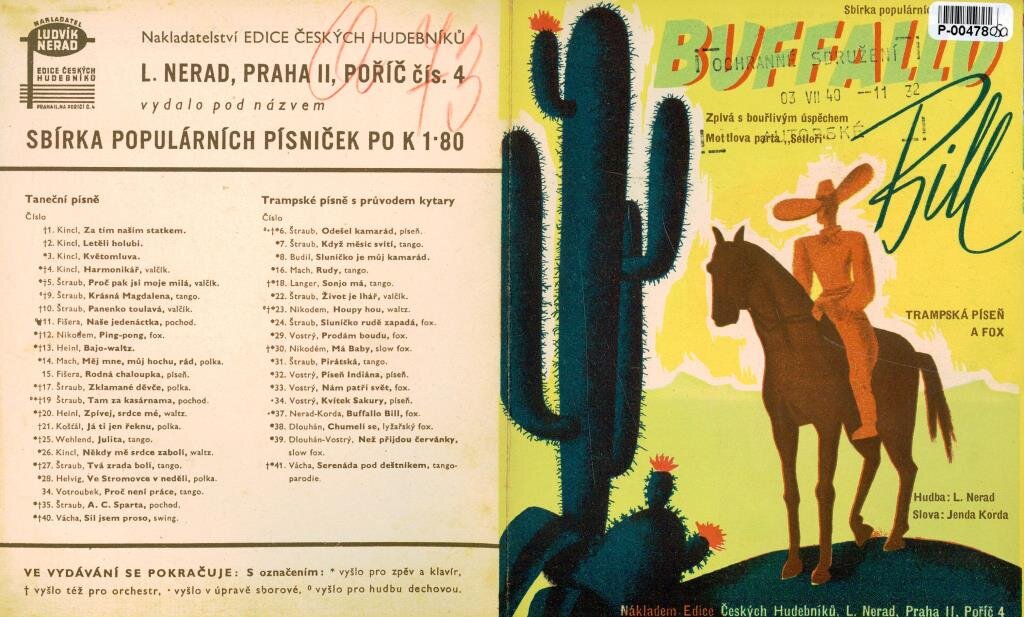 NAKLADATEL
LUDVÍK
NERAD
EDICE ČESKÝCH
HUDEBNÍKŮ
PRAHA II, NA POŘÍČÍ Č. 4
Nakladatelství EDICE ČESKÝCH HUDEBNÍKŮ
L. NERAD, PRAHA II, POŘÍČ čís. 4
vydalo pod názvem
SBÍRKA POPULÁRNÍCH PÍSNIČEK PO K 1·80
Taneční písně
Číslo
†1. Kincl, Za tím naším statkem.
†2. Kincl, Letěli holubi.
*3. Kincl, Květomluva.
*†4. Kincl, Harmonikář, valčík.
*†5. Štraub, Proč pak jsi moje milá, valčík.
°†9. Štraub, Krásná Magdalena, tango.
†10. Štraub, Panenko toulavá, valčík.
11. Fišera, Naše jedenáctka, pochod.
*†12. Nikodem, Ping-pong, fox.
*†13. Heinl, Bajo-waltz.
*14. Mach, Měj mne, můj hochu, rád, polka.
15. Fišera, Rodná chaloupka, píseň.
*†17. Štraub, Zklamané děvče, polka.
°*†19 Štraub, Tam za kasárnama, pochod.
*†20. Heinl, Zpívej, srdce mé, waltz.
†21. Košťál, Já ti jen řeknu, polka.
*†25. Wehlend, Julita, tango.
*26. Kincl, Někdy mě srdce zabolí, waltz.
*†27. Štraub, Tvá zrada bolí, tango.
*28. Helvig, Ve Stromovce v neděli, polka.
34. Votroubek, Proč není práce, tango.
*†35. Štraub, A. C. Sparta, pochod.
*†40. Vácha, Sil jsem proso, swing.
Trampské písně s průvodem kytary
Číslo
°·†*6. Štraub, Odešel kamarád, píseň.
*7. Štraub, Když měsíc svítí, tango.
*8. Budil, Sluníčko je můj kamarád.
*16. Mach, Rudy, tango.
†*18. Langer, Sonjo má, tango.
*22. Štraub, Život je lhář, valčík.
°†*23. Nikodem, Houpy hou, waltz.
*24. Štraub, Sluníčko rudě zapadá, fox.
*29. Vostrý, Prodám boudu, fox.
†*30. Nikodém, Má Baby, slow fox.
*31. Štraub, Pirátská, tango.
*32. Vostrý, Píseň Indiána, píseň.
*33. Vostrý, Nám patří svět, fox.
·34. Vostrý, Kvítek Sakury, píseň.
·*37. Nerad-Korda, Buffallo Bill, fox.
*38. Dlouhán, Chumelí se, lyžařský fox.
*39. Dlouhán-Vostrý, Než přijdou červánky,
slow fox.
†*41. Vácha, Serenáda pod deštníkem, tango-
parodie.
VE VYDÁVÁNÍ SE POKRAČUJE: S označením: * vyšlo pro zpěv a klavír,
† vyšlo též pro orchestr, · vyšlo v úpravě sborové, ° vyšlo pro hudbu dechovou.
Sbírka populárníc
P-00478
BUFFALLO
Bill
OCHRANNÉ SDRUŽENÍ
03 VII 40 —11 32
AUTORSKÉ
Zpívá s bouřlivým úspěchem
Mottlova parta „Setleři"
TRAMPSKÁ PÍSEŇ
A FOX
Hudba: L. Nerad
Slova: Jenda Korda
Nákladem Edice Českých Hudebníků, L. Nerad, Praha II, Poříč 4